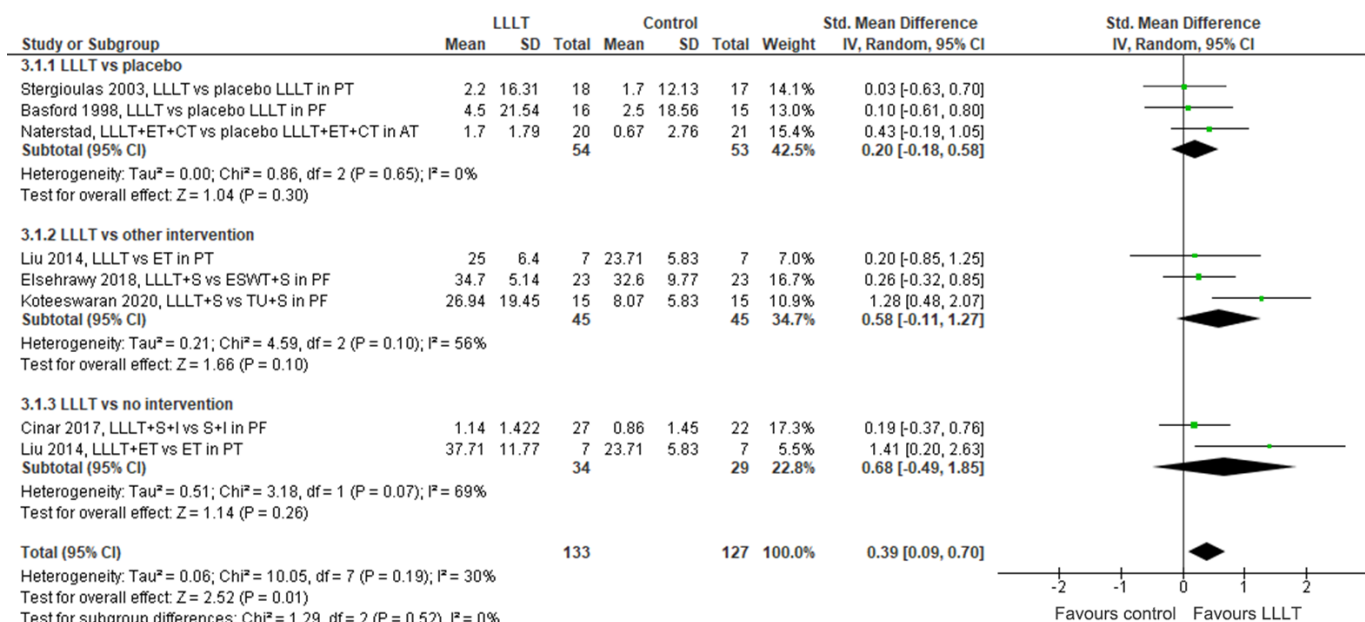 LLLT Control Std. Mean Difference Std. Mean Difference
Study or Subgroup Mean SD Total Mean SD Total Weight IV, Random, 95% CI IV, Random, 95% CI
3.1.1 LLLT vs placebo
Stergioulas 2003, LLLT vs placebo LLLT in PT 2.2 16.31 18 1.7 12.13 17 14.1% 0.03 [-0.63, 0.70]
Basford 1998, LLLT vs placebo LLLT in PF 4.5 21.54 16 2.5 18.56 15 13.0% 0.10 [-0.61, 0.80]
Naterstad, LLLT+ET+CT vs placebo LLLT+ET+CT in AT 1.7 1.79 20 0.67 2.76 21 15.4% 0.43 [-0.19, 1.05]
Subtotal (95% CI) 54 53 42.5% 0.20 [-0.18, 0.58]
Heterogeneity: Tau² = 0.00; Chi² = 0.86, df = 2 (P = 0.65); I² = 0%
Test for overall effect: Z = 1.04 (P = 0.30)
3.1.2 LLLT vs other intervention
Liu 2014, LLLT vs ET in PT 25 6.4 7 23.71 5.83 7 7.0% 0.20 [-0.85, 1.25]
Elsehrawy 2018, LLLT+S vs ESWT+S in PF 34.7 5.14 23 32.6 9.77 23 16.7% 0.26 [-0.32, 0.85]
Koteeswaran 2020, LLLT+S vs TU+S in PF 26.94 19.45 15 8.07 5.83 15 10.9% 1.28 [0.48, 2.07]
Subtotal (95% CI) 45 45 34.7% 0.58 [-0.11, 1.27]
Heterogeneity: Tau² = 0.21; Chi² = 4.59, df = 2 (P = 0.10); I² = 56%
Test for overall effect: Z = 1.66 (P = 0.10)
3.1.3 LLLT vs no intervention
Cinar 2017, LLLT+S+I vs S+I in PF 1.14 1.422 27 0.86 1.45 22 17.3% 0.19 [-0.37, 0.76]
Liu 2014, LLLT+ET vs ET in PT 37.71 11.77 7 23.71 5.83 7 5.5% 1.41 [0.20, 2.63]
Subtotal (95% CI) 34 29 22.8% 0.68 [-0.49, 1.85]
Heterogeneity: Tau² = 0.51; Chi² = 3.18, df = 1 (P = 0.07); I² = 69%
Test for overall effect: Z = 1.14 (P = 0.26)
Total (95% CI) 133 127 100.0% 0.39 [0.09, 0.70]
Heterogeneity: Tau² = 0.06; Chi² = 10.05, df = 7 (P = 0.19); I² = 30%
Test for overall effect: Z = 2.52 (P = 0.01)
Test for subgroup differences: Chi² = 1.29, df = 2 (P = 0.52), I² = 0%
-2 -1 0 1 2
Favours control Favours LLLT